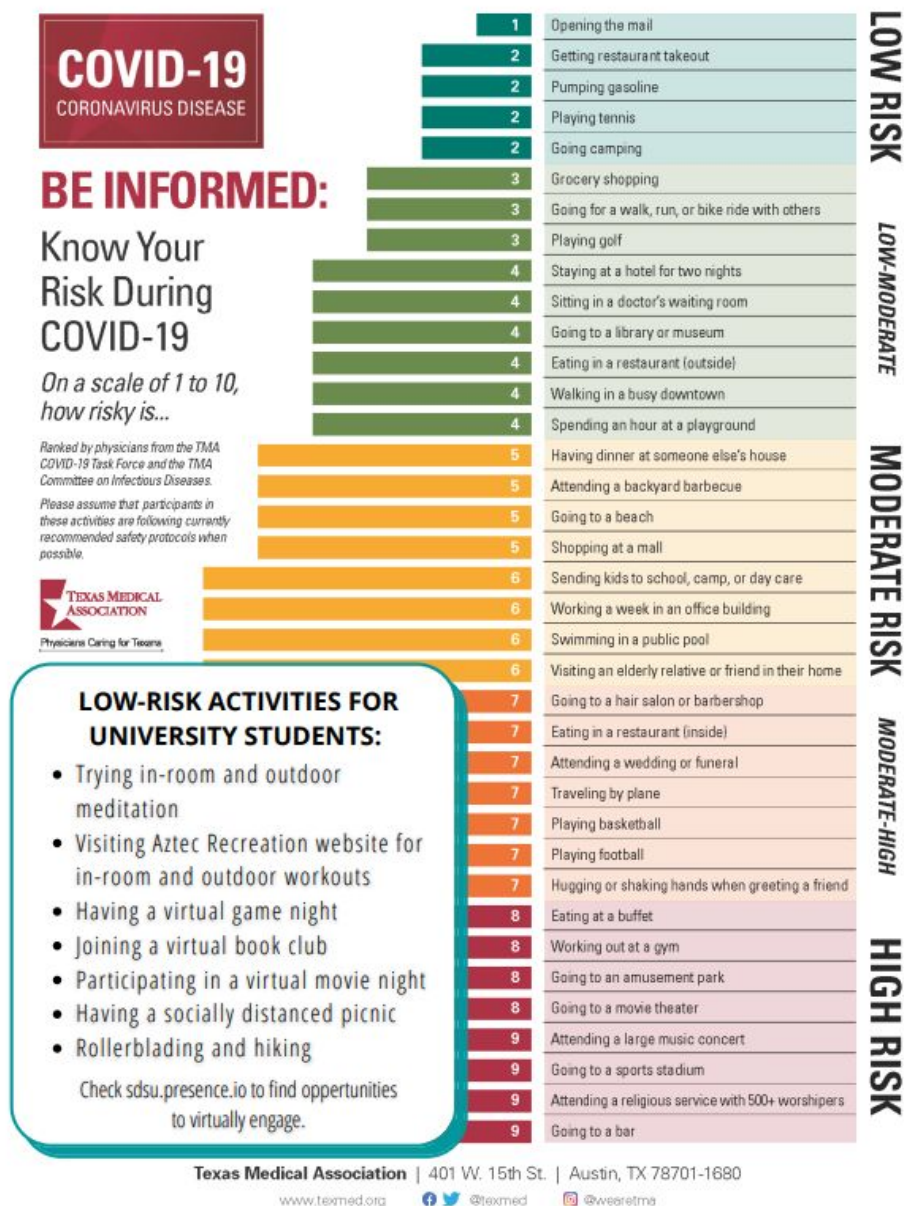 COVID-19
CORONAVIRUS DISEASE
BE INFORMED:
Know Your
Risk During
COVID-19
On a scale of 1 to 10,
how risky is...
Ranked by physicians from the TMA
COVID-19 Task Force and the TMA
Committee on Infectious Diseases.
Please assume that participants in
these activities are following currently
recommended safety protocols when
possible.
TEXAS MEDICAL
ASSOCIATION
Physicians Caring for Texans
1 Opening the mail
2 Getting restaurant takeout
2 Pumping gasoline
2 Playing tennis
2 Going camping
3 Grocery shopping
3 Going for a walk, run, or bike ride with others
3 Playing golf
4 Staying at a hotel for two nights
4 Sitting in a doctor's waiting room
4 Going to a library or museum
4 Eating in a restaurant (outside)
4 Walking in a busy downtown
4 Spending an hour at a playground
5 Having dinner at someone else's house
5 Attending a backyard barbecue
5 Going to a beach
5 Shopping at a mall
6 Sending kids to school, camp, or day care
6 Working a week in an office building
6 Swimming in a public pool
6 Visiting an elderly relative or friend in their home
7 Going to a hair salon or barbershop
7 Eating in a restaurant (inside)
7 Attending a wedding or funeral
7 Traveling by plane
7 Playing basketball
7 Playing football
7 Hugging or shaking hands when greeting a friend
8 Eating at a buffet
8 Working out at a gym
8 Going to an amusement park
8 Going to a movie theater
9 Attending a large music concert
9 Going to a sports stadium
9 Attending a religious service with 500+ worshipers
9 Going to a bar
LOW RISK
LOW-MODERATE
MODERATE RISK
MODERATE-HIGH
HIGH RISK
LOW-RISK ACTIVITIES FOR
UNIVERSITY STUDENTS:
• Trying in-room and outdoor
meditation
• Visiting Aztec Recreation website for
in-room and outdoor workouts
• Having a virtual game night
• Joining a virtual book club
• Participating in a virtual movie night
• Having a socially distanced picnic
• Rollerblading and hiking
Check sdsu.presence.io to find oppertunities
to virtually engage.
Texas Medical Association | 401 W. 15th St. | Austin, TX 78701-1680
www.texmed.org @texmed @wearetma